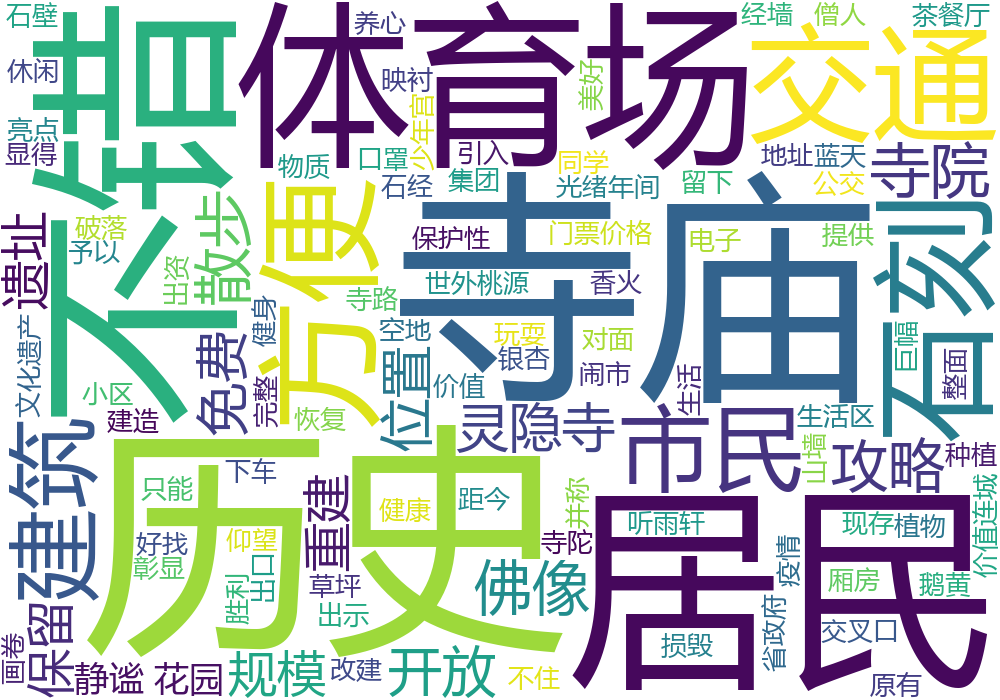 石壁
休闲
亮点
显得
不错
体育场
养心
映衬
少年宫
引入
物质
口罩
石经
集团
同学
光绪年间
美好
经墙
僧人
茶餐厅
交通
地址
蓝天
留下
公交
寺院
遗址
破落
予以
出资
散步
方便
保护性
门票价格
电子
提供
世外桃源
香火
寺路
寺庙
石刻
文化遗产
小区
建造
免费
健身
完整
恢复
空地
位置
玩耍
银杏
价值
对面
闹市
生活
生活区
巨幅
整面
建筑
历史
灵隐寺
市民
山墙
攻略
种植
下车
只能
好找
彰显
重建
仰望
出口
胜利
健康
距今
并称
寺陀
听雨轩
居民
现存
植物
价值连城
疫情
厢房
鹅黄
草坪
出示
佛像
省政府
交叉口
损毁
画卷
保留
静谧
花园
规模
改建
开放
不住
原有